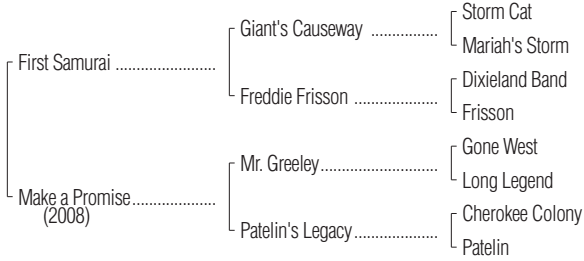 Storm Cat
Giant's Causeway ................
Mariah's Storm
First Samurai ........................
Dixieland Band
Freddie Frisson ....................
Frisson
Gone West
Mr. Greeley............................
Long Legend
Make a Promise....................
(2008)
Cherokee Colony
Patelin's Legacy....................
Patelin